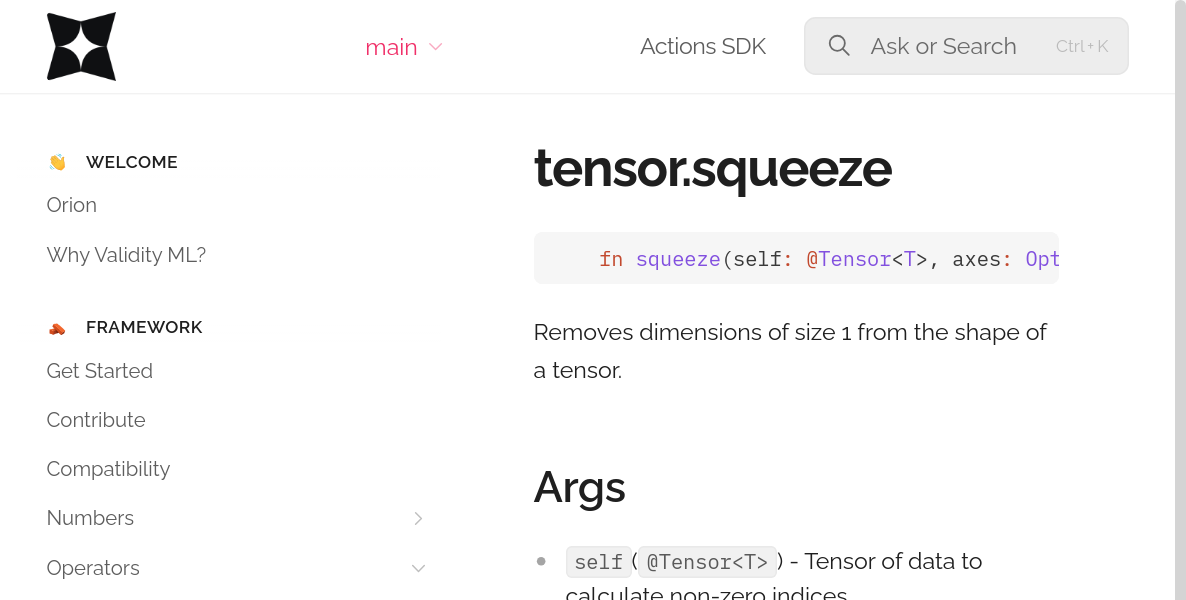 main
Actions SDK
Ask or Search
Ctrl + K
WELCOME
Orion
Why Validity ML?
FRAMEWORK
Get Started
Contribute
Compatibility
Numbers
Operators
tensor.squeeze
fn squeeze(self: @Tensor<T>, axes: Opt
Removes dimensions of size 1 from the shape of
a tensor.
Args
self (@Tensor<T>) - Tensor of data to
calculate non-zero indices.